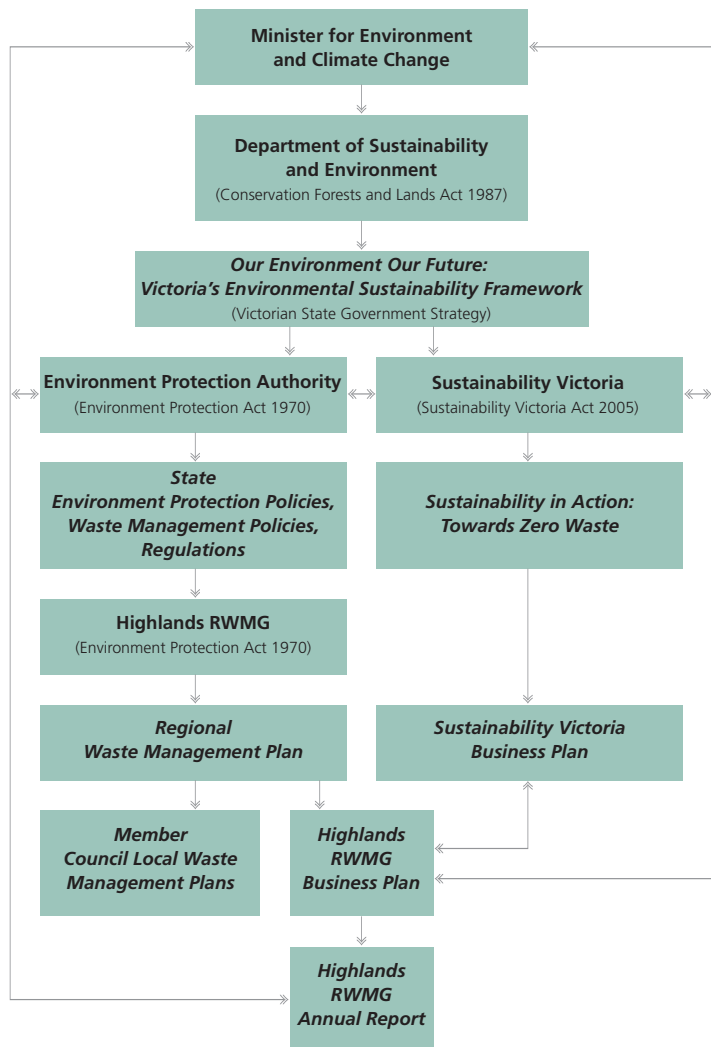 Minister for Environment
and Climate Change
Department of Sustainability
and Environment
(Conservation Forests and Lands Act 1987)
Our Environment Our Future:
Victoria's Environmental Sustainability Framework
(Victorian State Government Strategy)
Environment Protection Authority
(Environment Protection Act 1970)
Sustainability Victoria
(Sustainability Victoria Act 2005)
State
Environment Protection Policies,
Waste Management Policies,
Regulations
Sustainability in Action:
Towards Zero Waste
Highlands RWMG
(Environment Protection Act 1970)
Regional
Waste Management Plan
Sustainability Victoria
Business Plan
Member
Council Local Waste
Management Plans
Highlands
RWMG
Business Plan
Highlands
RWMG
Annual Report